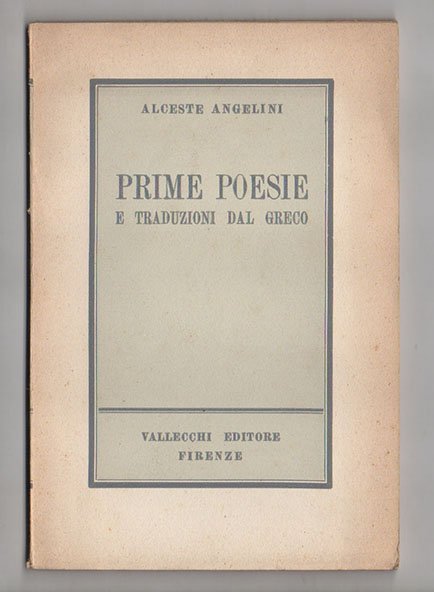 ALCESTE ANGELINI
PRIME POESIE
E TRADUZIONI DAL GRECO
VALLECCHI EDITORE
FIRENZE